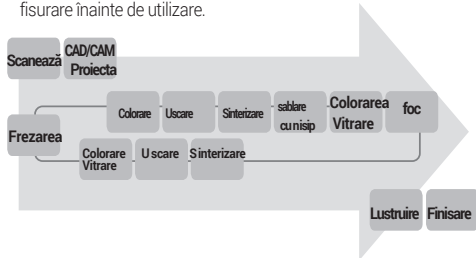 fisurare înainte de utilizare.
Scanează
CAD/CAM
Proiecta
Frezarea
Colorare
Uscare
Sinterizare
sablare
cu nisip
Colorarea
Vitrare
foc
Colorare
Vitrare
Uscare
Sinterizare
Lustruire
Finisare